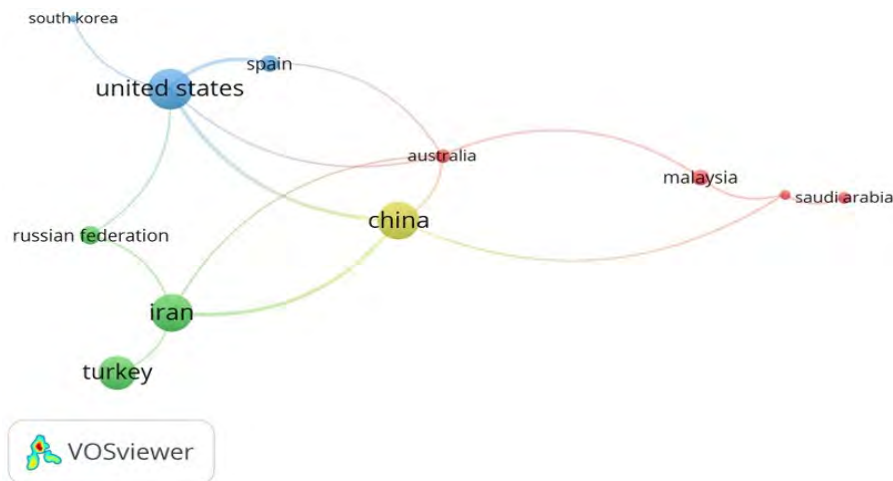 south korea
spain
united states
australia
malaysia
saudi arabia
china
russian federation
iran
turkey
VOSviewer